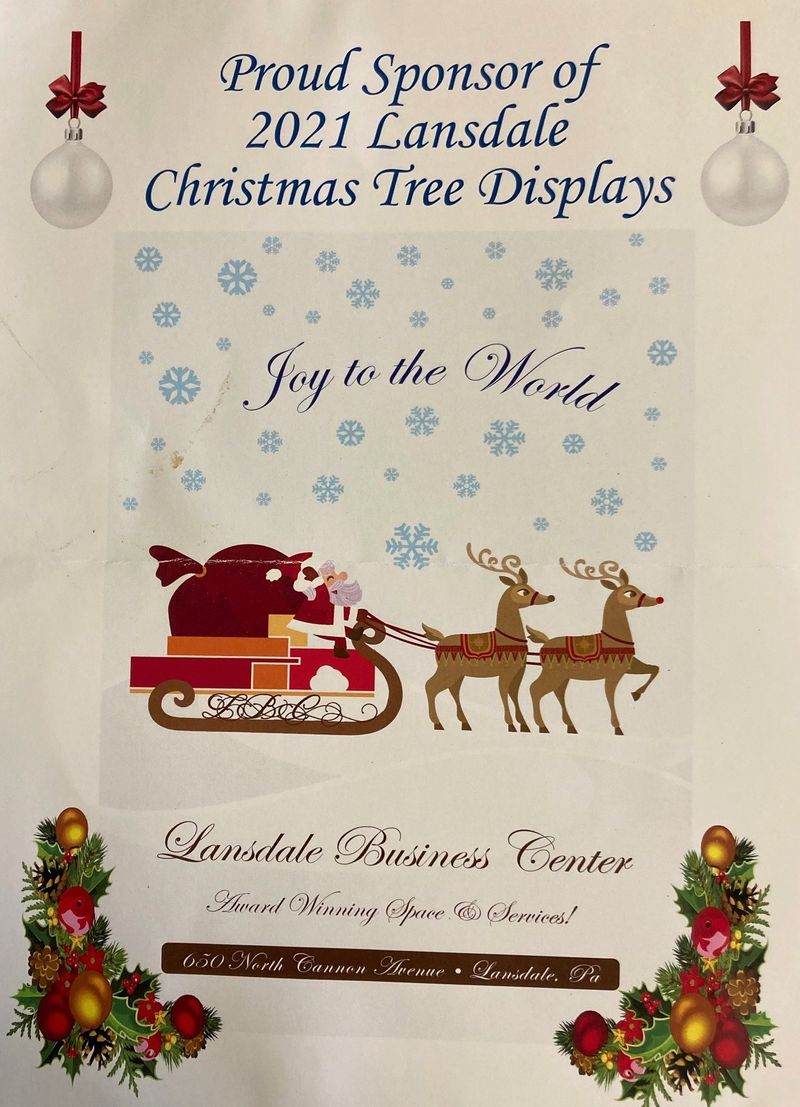 Proud Sponsor of
2021 Lansdale
Christmas Tree Displays
Joy to the World
LBC
Lansdale Business Center
Award Winning Space & Services!
650 North Cannon Avenue • Lansdale, Pa